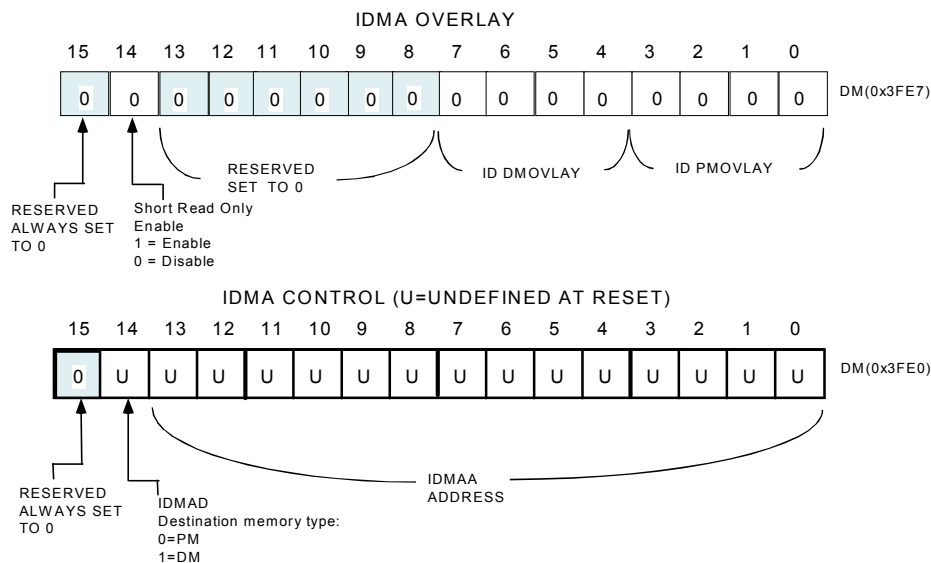 IDMA OVERLAY
15 14 13 12 11 10 9 8 7 6 5 4 3 2 1 0
0 0 0 0 0 0 0 0 0 0 0 0 0 0 0 0 DM(0x3FE7)
RESERVED
SET TO 0
ID DMOVLAY
ID PMOVLAY
RESERVED
ALWAYS SET
TO 0
Short Read Only
Enable
1 = Enable
0 = Disable
IDMA CONTROL (U=UNDEFINED AT RESET)
15 14 13 12 11 10 9 8 7 6 5 4 3 2 1 0
0 U U U U U U U U U U U U U U U DM(0x3FE0)
IDMAA
ADDRESS
RESERVED
ALWAYS SET
TO 0
IDMAD
Destination memory type:
0=PM
1=DM